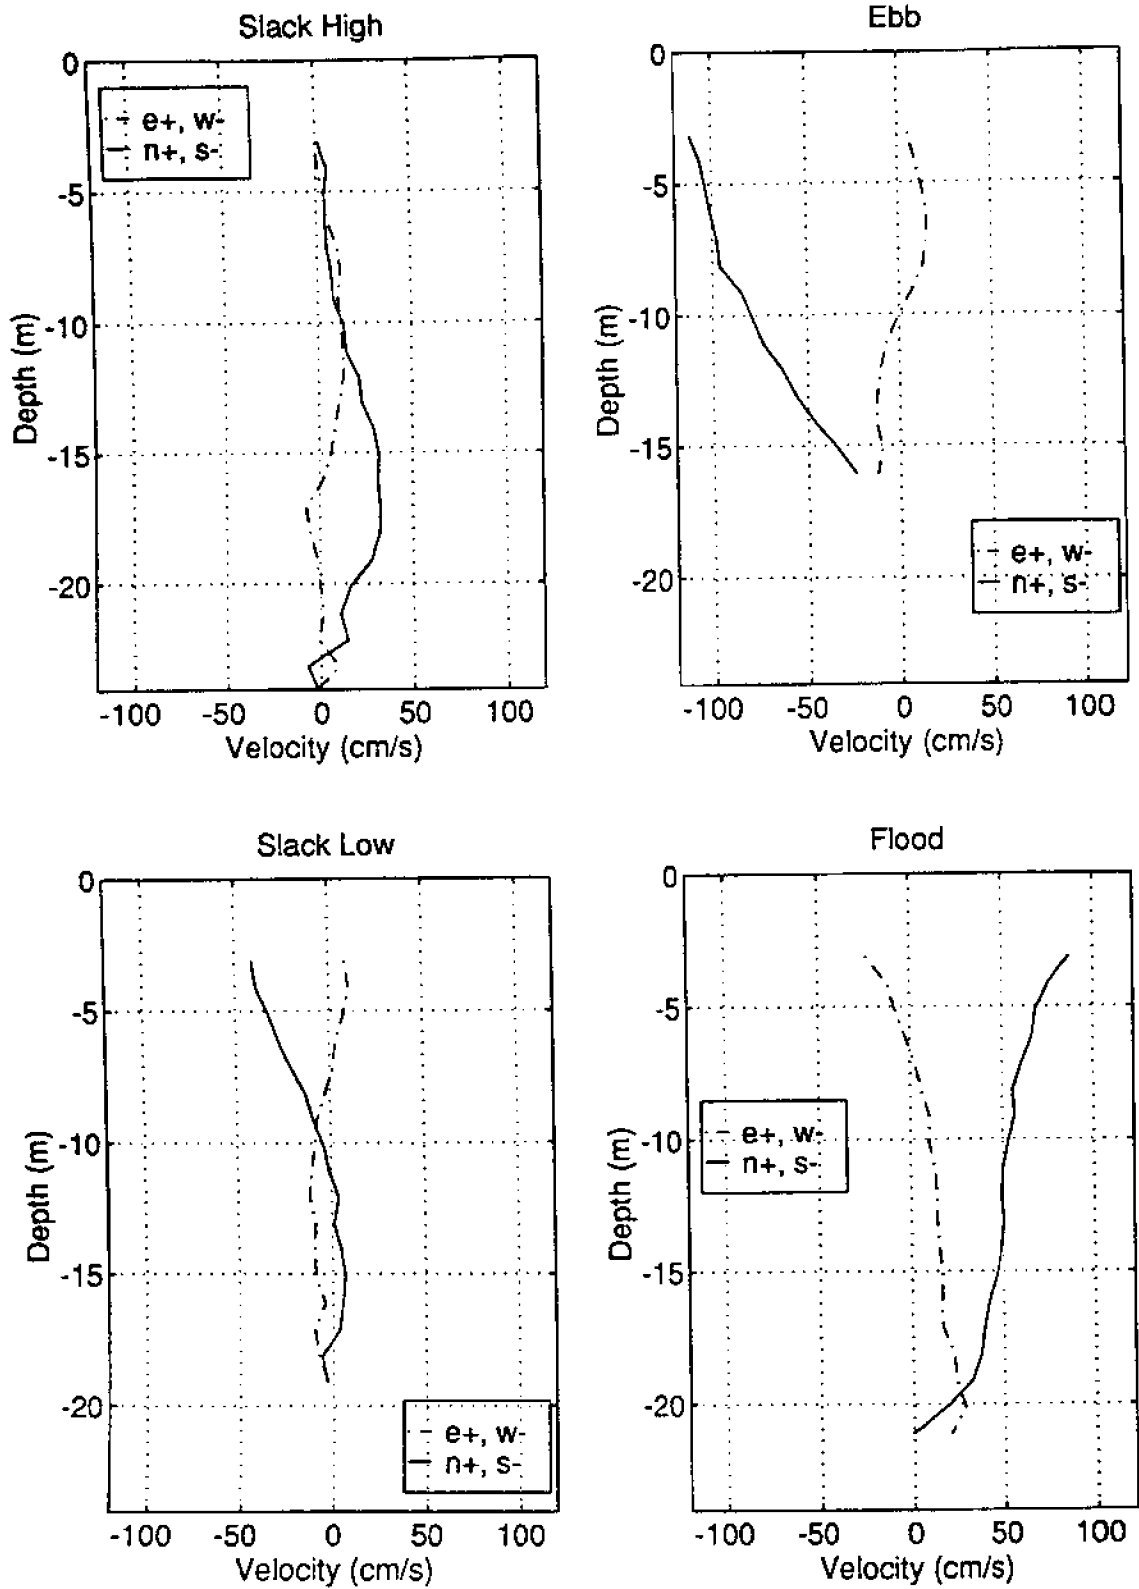 Slack High
0
-5
-10
-15
-20
Depth (m)
e+, w-
n+, s-
-100 -50 0 50 100
Velocity (cm/s)
Ebb
0
-5
-10
-15
-20
Depth (m)
e+, w-
n+, s-
-100 -50 0 50 100
Velocity (cm/s)
Slack Low
0
-5
-10
-15
-20
Depth (m)
e+, w-
n+, s-
-100 -50 0 50 100
Velocity (cm/s)
Flood
0
-5
-10
-15
-20
Depth (m)
e+, w-
n+, s-
-100 -50 0 50 100
Velocity (cm/s)